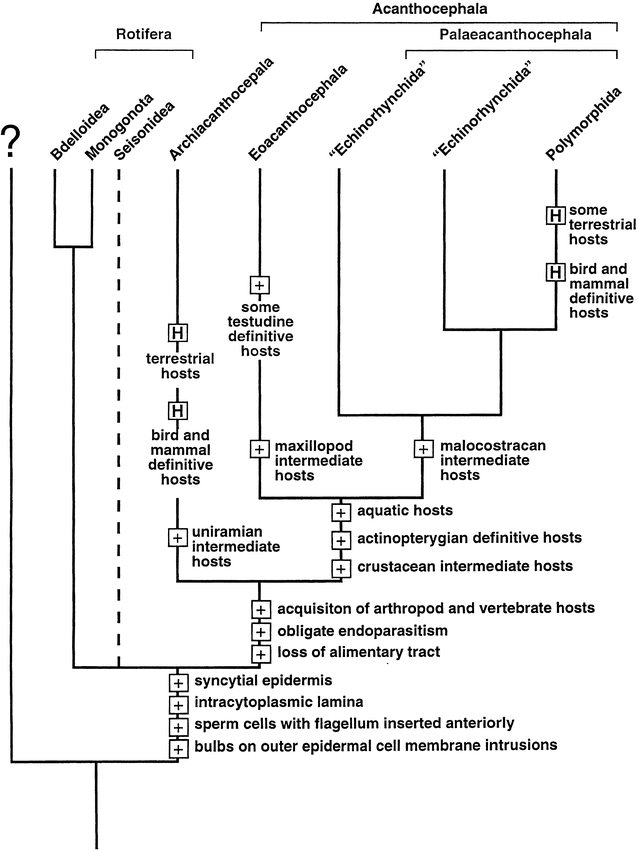 Acanthocephala
Rotifera
Palaeacanthocephala
?
Bdelloidea
Monogonota
Seisonidea
Archiacanthocepala
Eoacanthocephala
“Echinorhynchida”
“Echinorhynchida”
Polymorphida
H some
terrestrial
hosts
H bird and
mammal
definitive
hosts
+
some
testudine
definitive
hosts
H
terrestrial
hosts
H
bird and
mammal
definitive
hosts
+ maxillopod
intermediate
hosts
+ malocostracan
intermediate
hosts
+ aquatic hosts
+ uniramian
intermediate
hosts
+ actinopterygian definitive hosts
+ crustacean intermediate hosts
+ acquisiton of arthropod and vertebrate hosts
+ obligate endoparasitism
+ loss of alimentary tract
+ syncytial epidermis
+ intracytoplasmic lamina
+ sperm cells with flagellum inserted anteriorly
+ bulbs on outer epidermal cell membrane intrusions